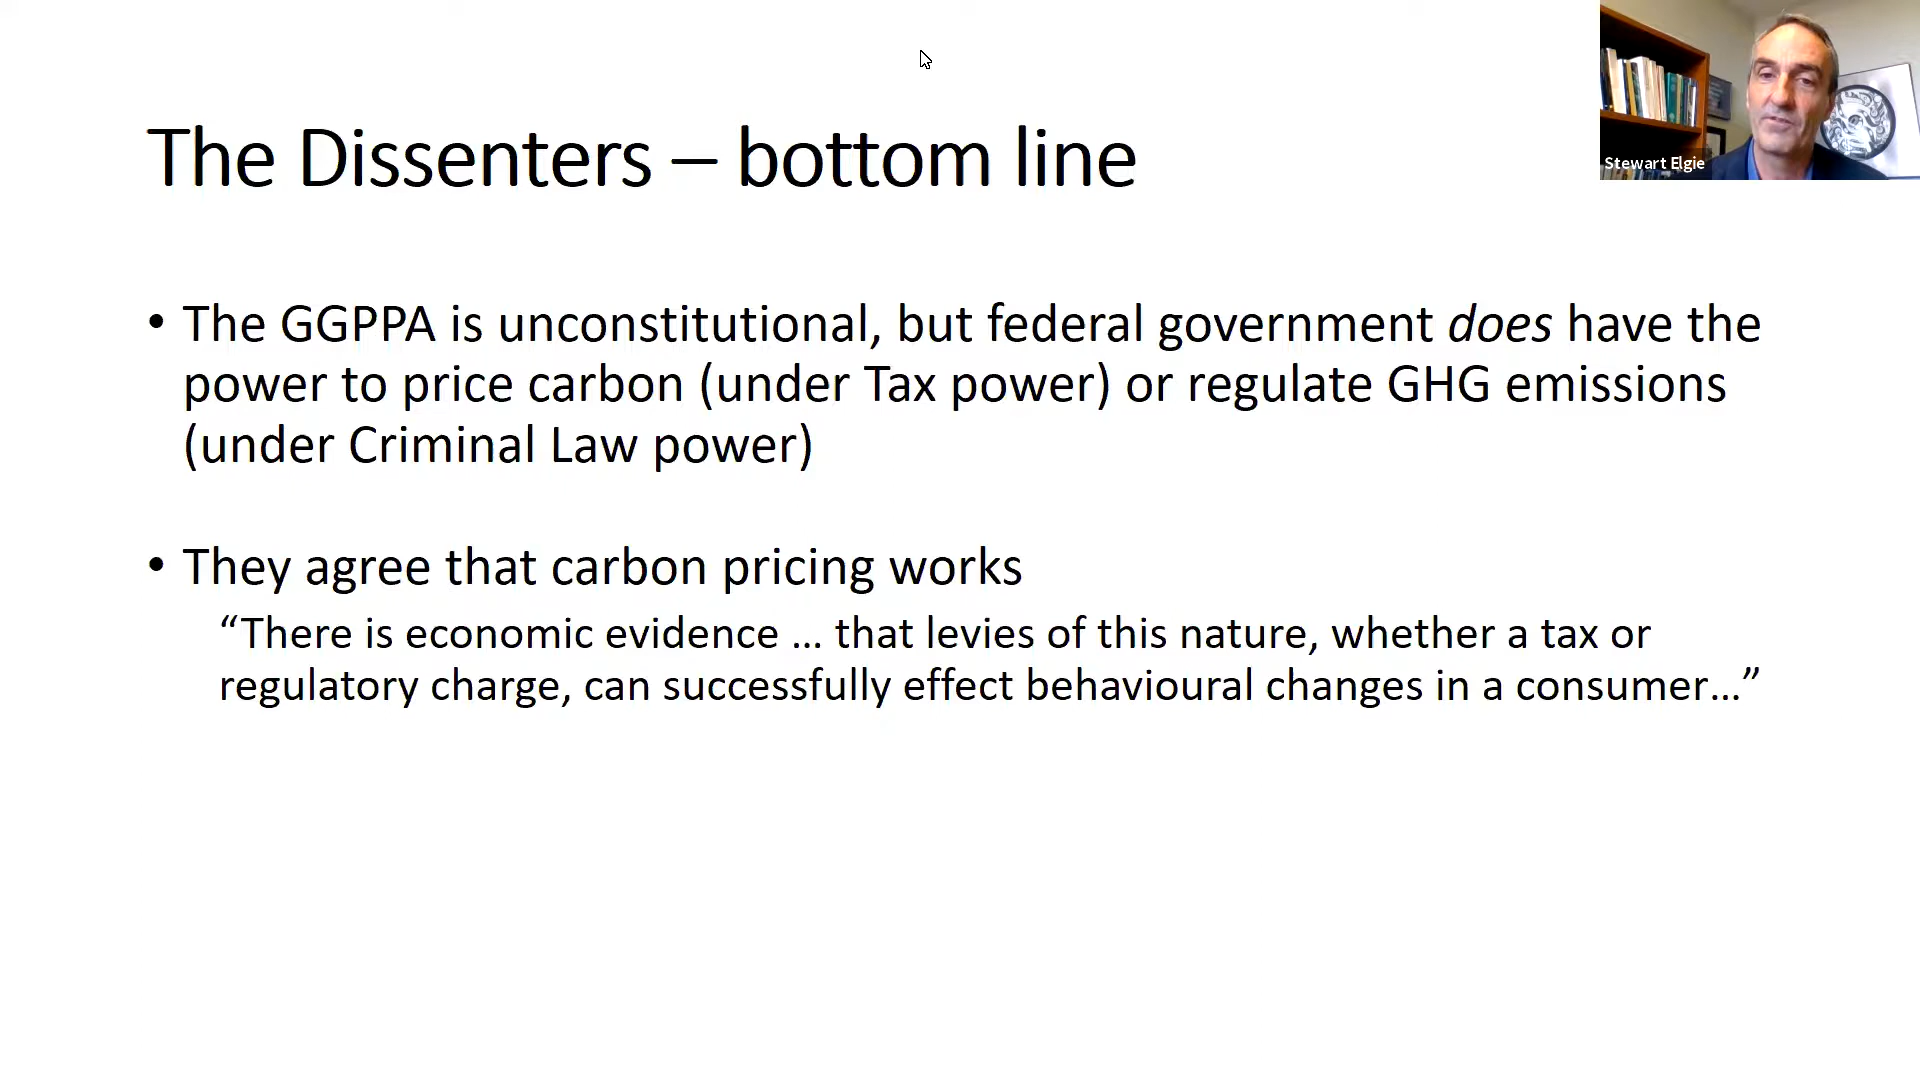 Stewart Elgie
The Dissenters – bottom line
• The GGPPA is unconstitutional, but federal government does have the
power to price carbon (under Tax power) or regulate GHG emissions
(under Criminal Law power)
• They agree that carbon pricing works
“There is economic evidence … that levies of this nature, whether a tax or
regulatory charge, can successfully effect behavioural changes in a consumer…”